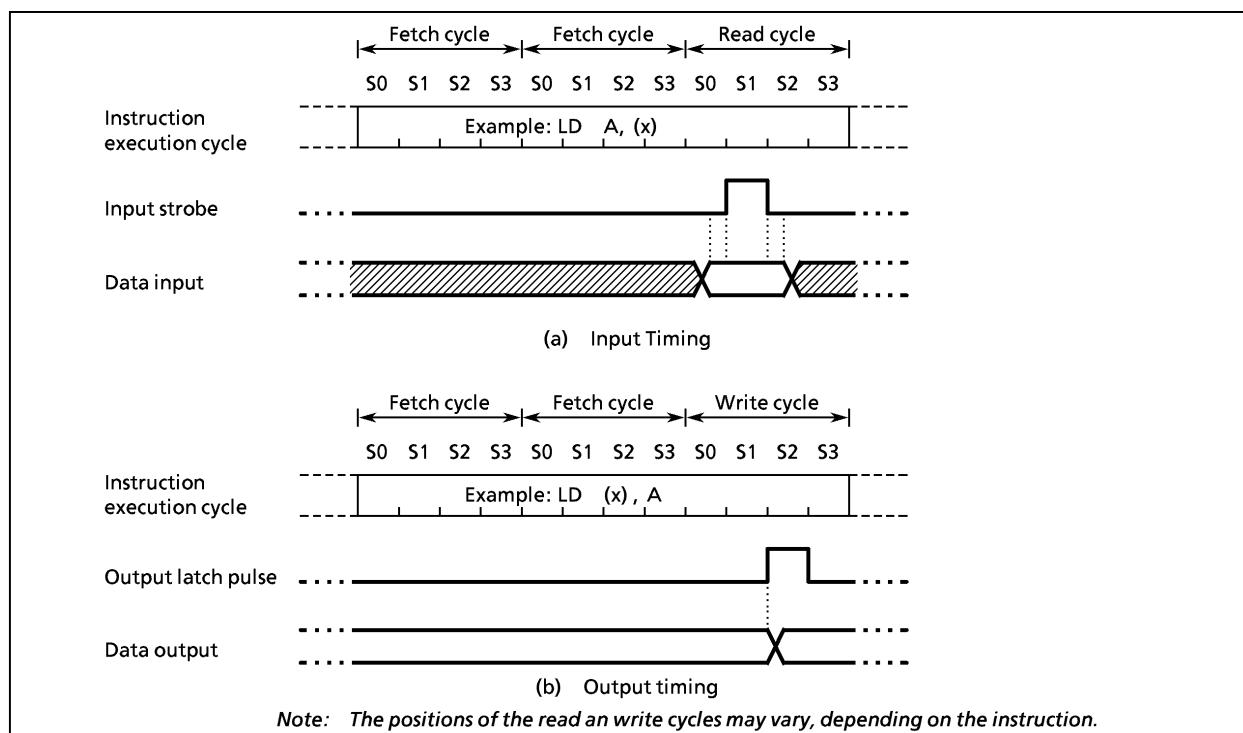 Fetch cycle Fetch cycle Read cycle
S0 S1 S2 S3 S0 S1 S2 S3 S0 S1 S2 S3
Instruction
execution cycle
Example: LD A, (x)
Input strobe
Data input
(a) Input Timing
Fetch cycle Fetch cycle Write cycle
S0 S1 S2 S3 S0 S1 S2 S3 S0 S1 S2 S3
Instruction
execution cycle
Example: LD (x) , A
Output latch pulse
Data output
(b) Output timing
Note: The positions of the read an write cycles may vary, depending on the instruction.